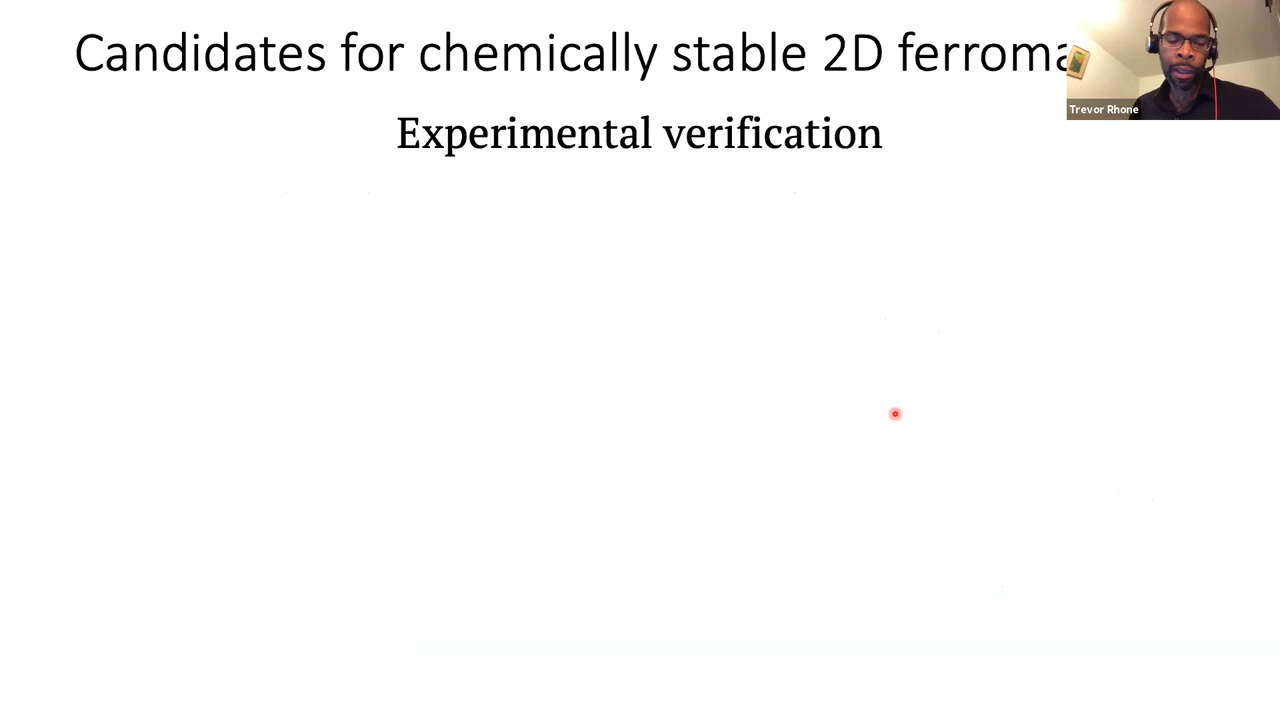 Candidates for chemically stable 2D ferroma
Trevor Rhone
Experimental verification